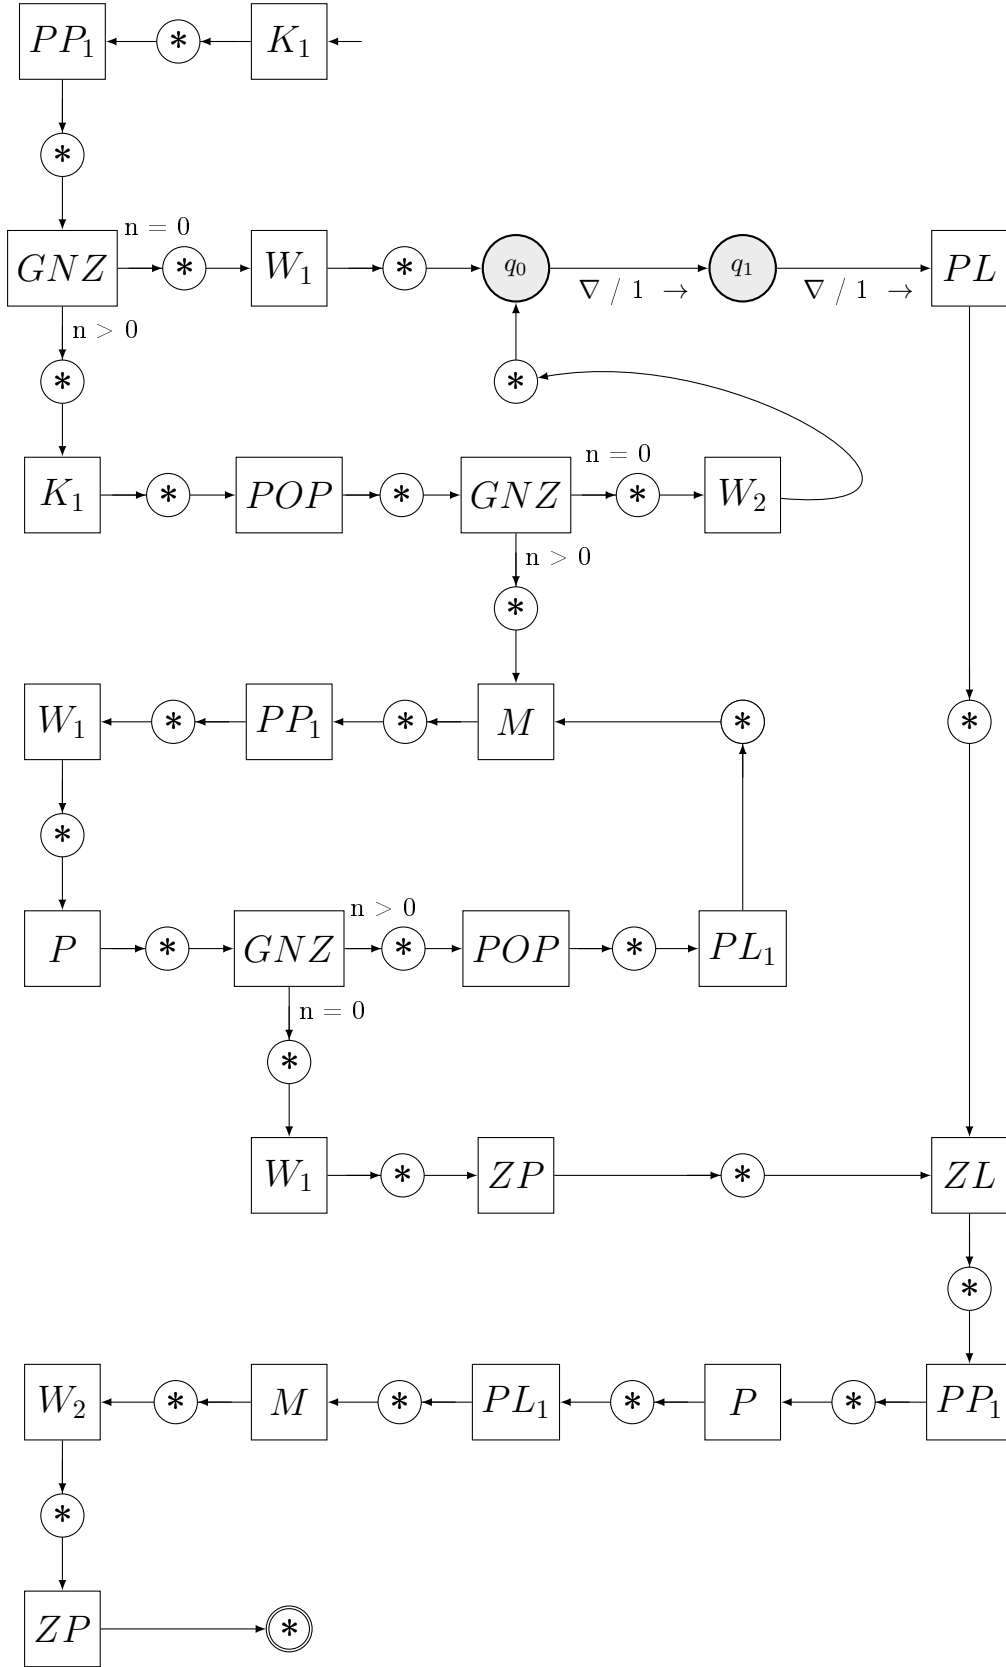 PP₁ * K₁
*
n = 0
GNZ * W₁ * q₀ q₁ PL
∇ / 1 → ∇ / 1 →
n > 0
* *
n = 0
K₁ * POP * GNZ * W₂
n > 0
*
W₁ * PP₁ * M * *
*
n > 0
P * GNZ * POP * PL₁
n = 0
*
W₁ * ZP * ZL
*
W₂ * M * PL₁ * P * PP₁
*
ZP *